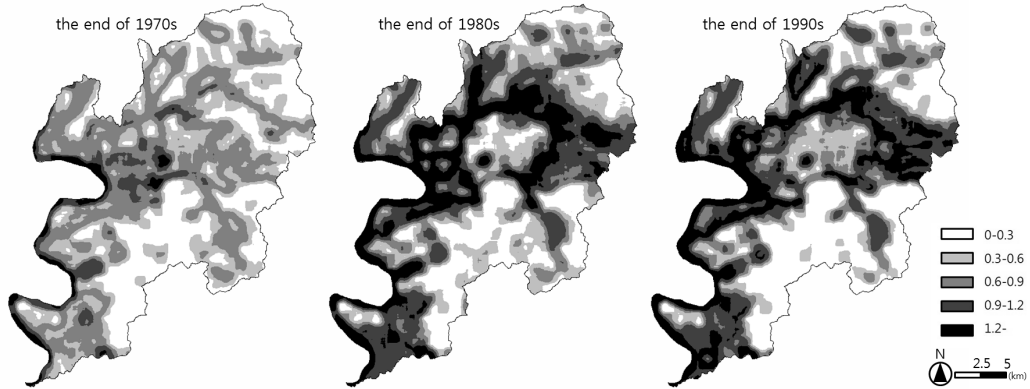 the end of 1970s
the end of 1980s
the end of 1990s
0-0.3
0.3-0.6
0.6-0.9
0.9-1.2
1.2-
N
2.5 5
(km)